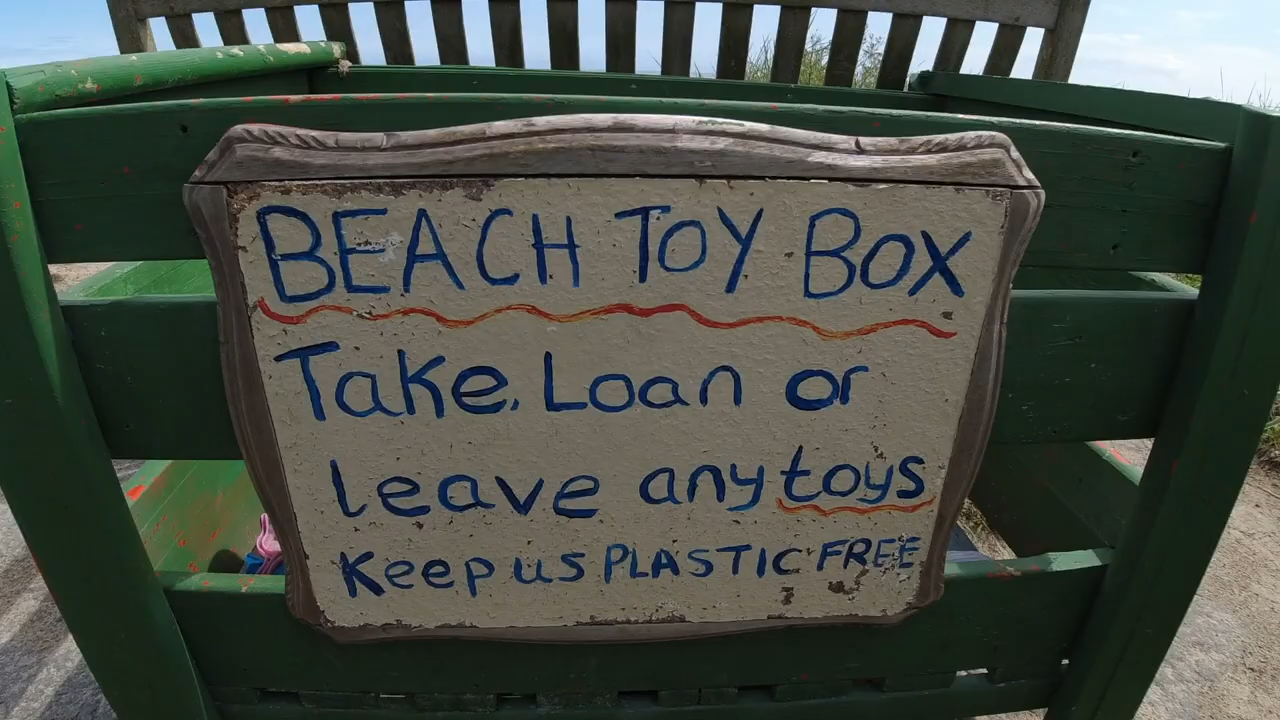 BEACH TOY BOX
Take, Loan or
leave any toys
Keep us PLASTIC FREE